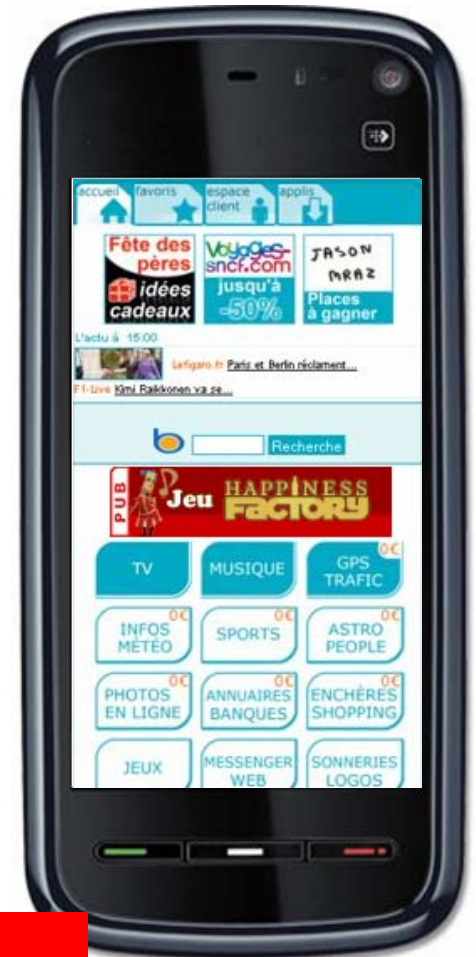 accueil favoris espace client applis
Fête des pères
idées cadeaux
Voyages-sncf.com
jusqu'à
-50%
JASON MRAZ
Places à gagner
L'actu à 15:00
Lefigaro.fr Paris et Berlin réclament...
F1-Live Kimi Raikkonen va se...
b
Recherche
PUB
Jeu HAPPINESS FACTORY
TV
MUSIQUE
0€
GPS TRAFIC
0€
INFOS MÉTÉO
0€
SPORTS
0€
ASTRO PEOPLE
0€
PHOTOS EN LIGNE
0€
ANNUAIRES BANQUES
0€
ENCHÈRES SHOPPING
JEUX
MESSENGER WEB
SONNERIES LOGOS